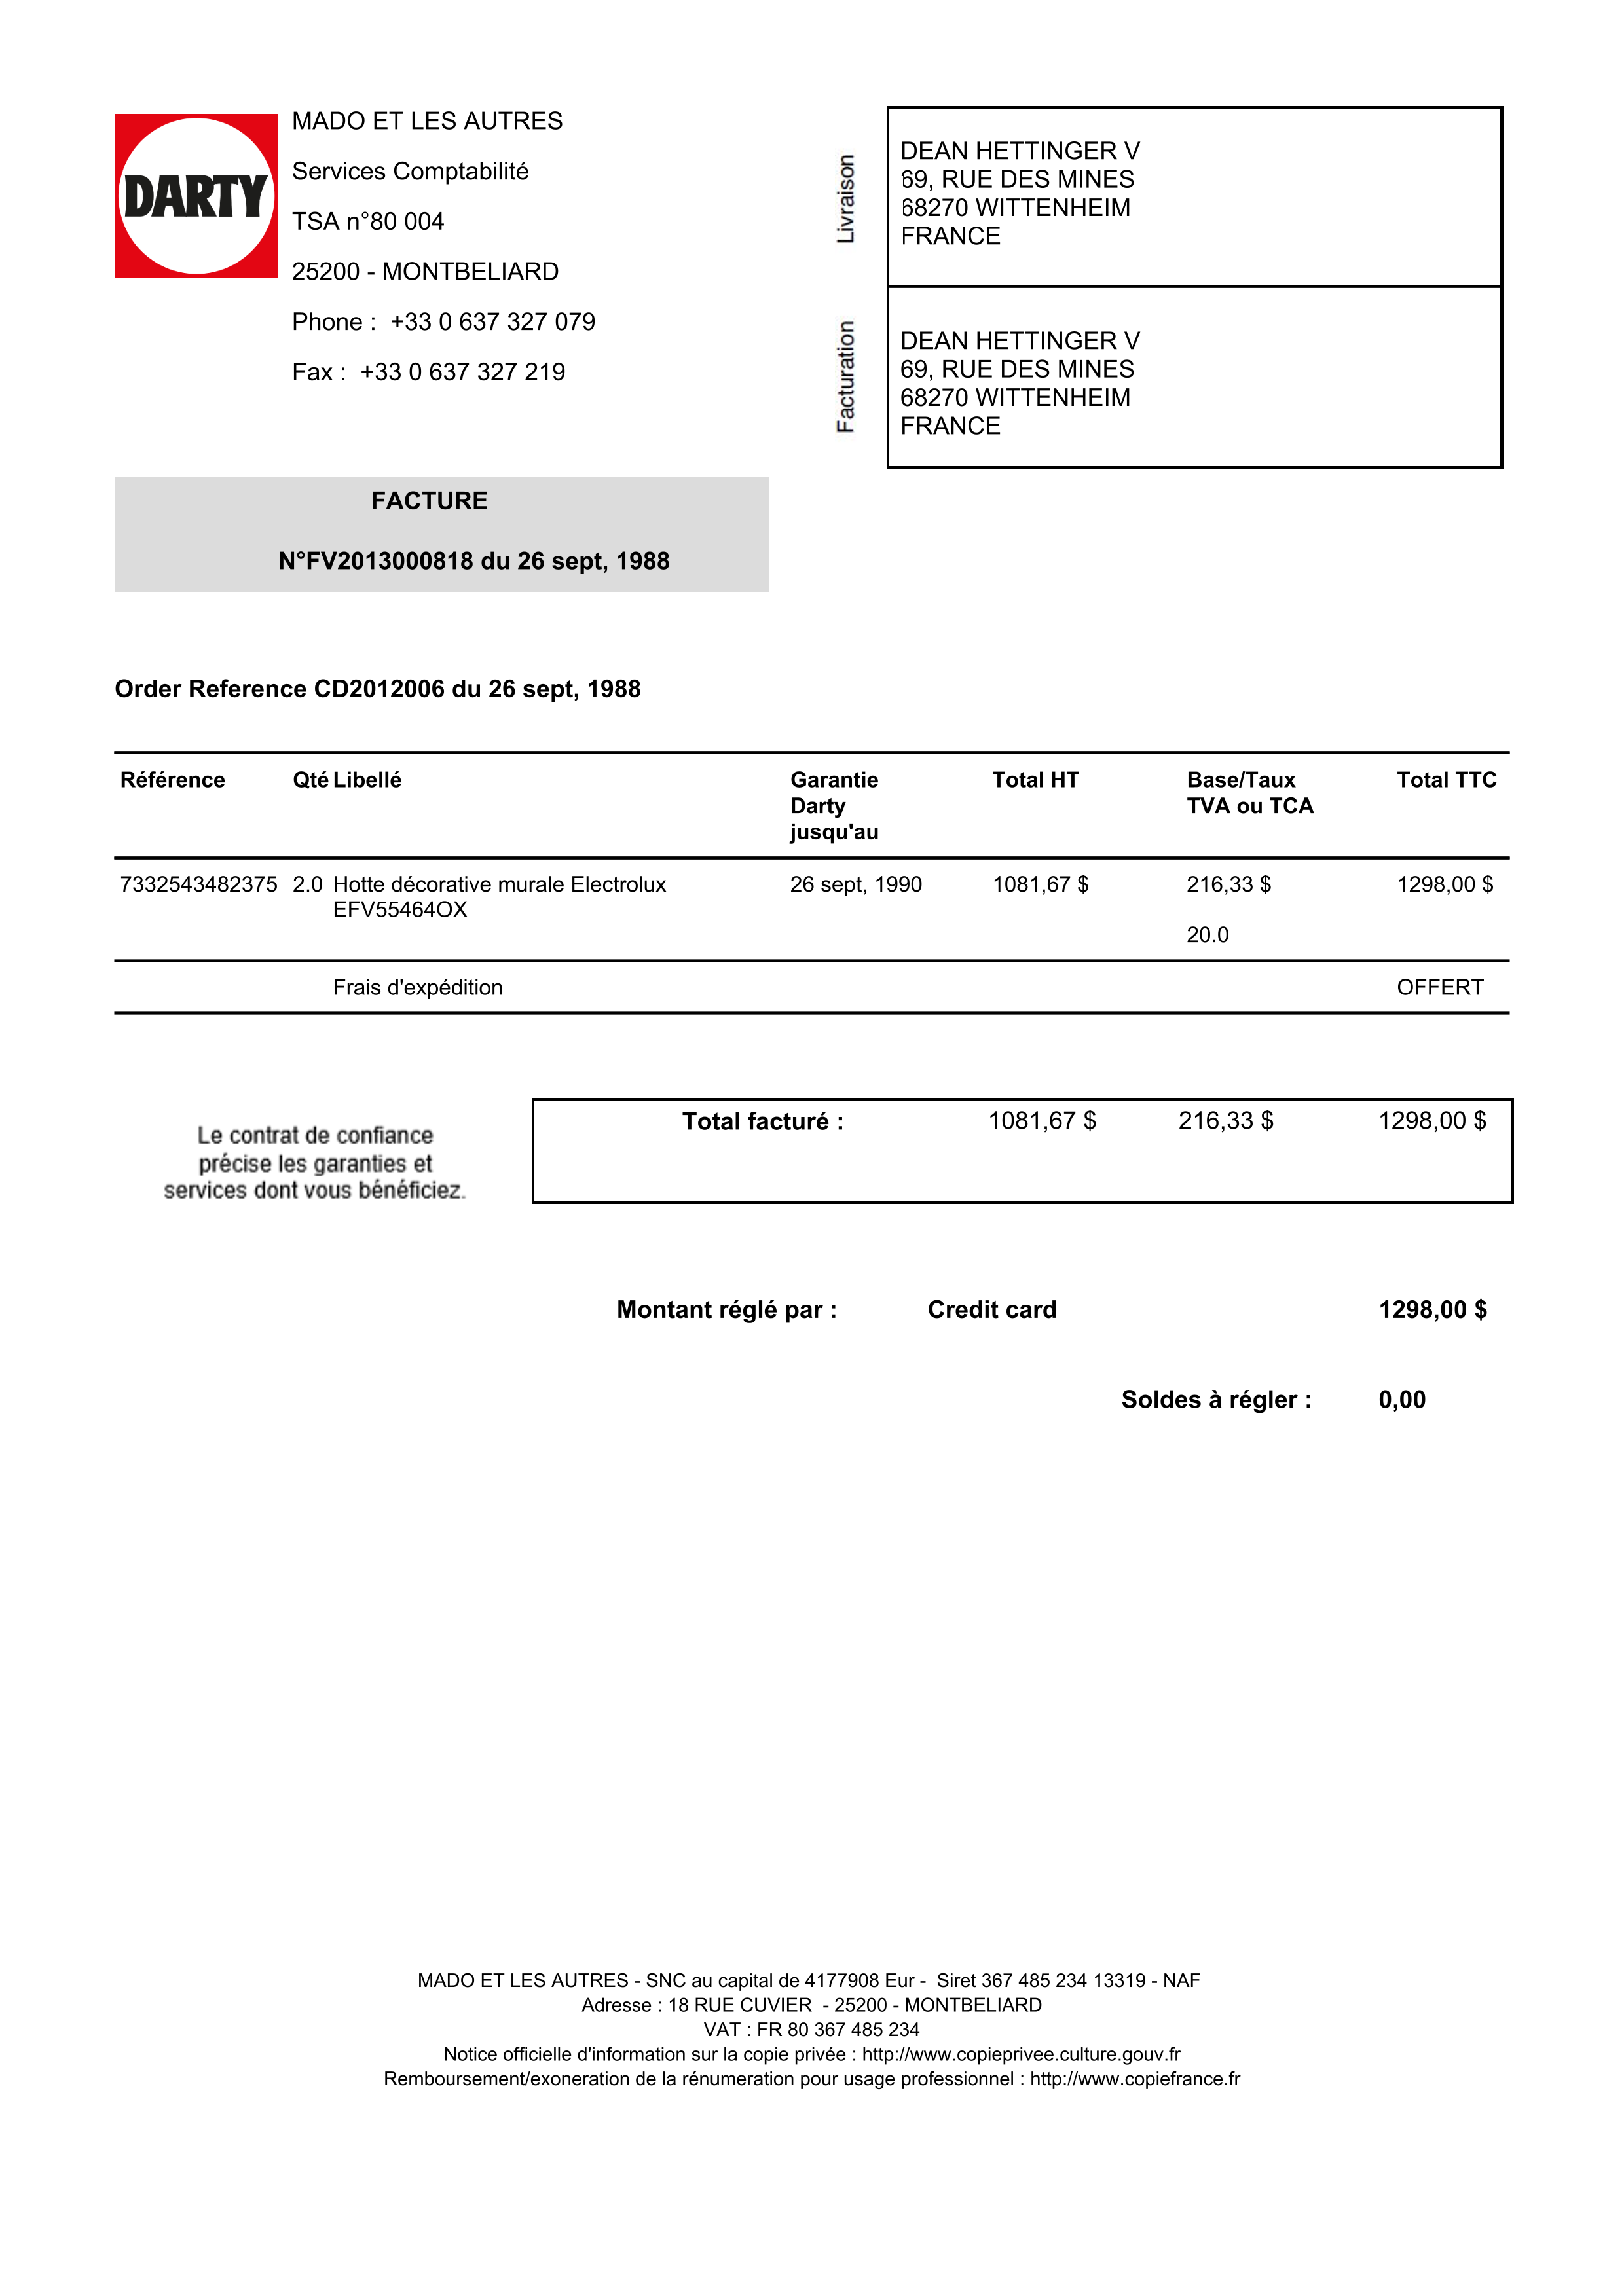 DARTY
MADO ET LES AUTRES
Services Comptabilité
TSA n°80 004
25200 - MONTBELIARD
Phone :  +33 0 637 327 079
Fax :  +33 0 637 327 219
Livraison
DEAN HETTINGER V
69, RUE DES MINES
68270 WITTENHEIM
FRANCE
Facturation
DEAN HETTINGER V
69, RUE DES MINES
68270 WITTENHEIM
FRANCE
FACTURE
N°FV2013000818 du 26 sept, 1988
Order Reference CD2012006 du 26 sept, 1988
Référence Qté Libellé Garantie Total HT Base/Taux Total TTC
Darty TVA ou TCA
jusqu'au
7332543482375 2.0 Hotte décorative murale Electrolux 26 sept, 1990 1081,67 $ 216,33 $ 1298,00 $
EFV55464OX
20.0
Frais d'expédition OFFERT
Le contrat de confiance
précise les garanties et
services dont vous bénéficiez.
Total facturé : 1081,67 $ 216,33 $ 1298,00 $
Montant réglé par : Credit card 1298,00 $
Soldes à régler : 0,00
MADO ET LES AUTRES - SNC au capital de 4177908 Eur -  Siret 367 485 234 13319 - NAF
Adresse : 18 RUE CUVIER  - 25200 - MONTBELIARD
VAT : FR 80 367 485 234
Notice officielle d'information sur la copie privée : http://www.copieprivee.culture.gouv.fr
Remboursement/exoneration de la rénumeration pour usage professionnel : http://www.copiefrance.fr